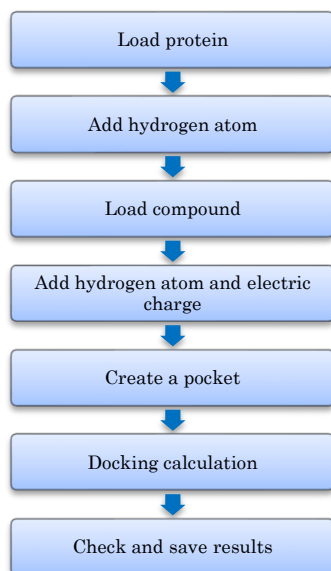 Load protein
Add hydrogen atom
Load compound
Add hydrogen atom and electric
charge
Create a pocket
Docking calculation
Check and save results